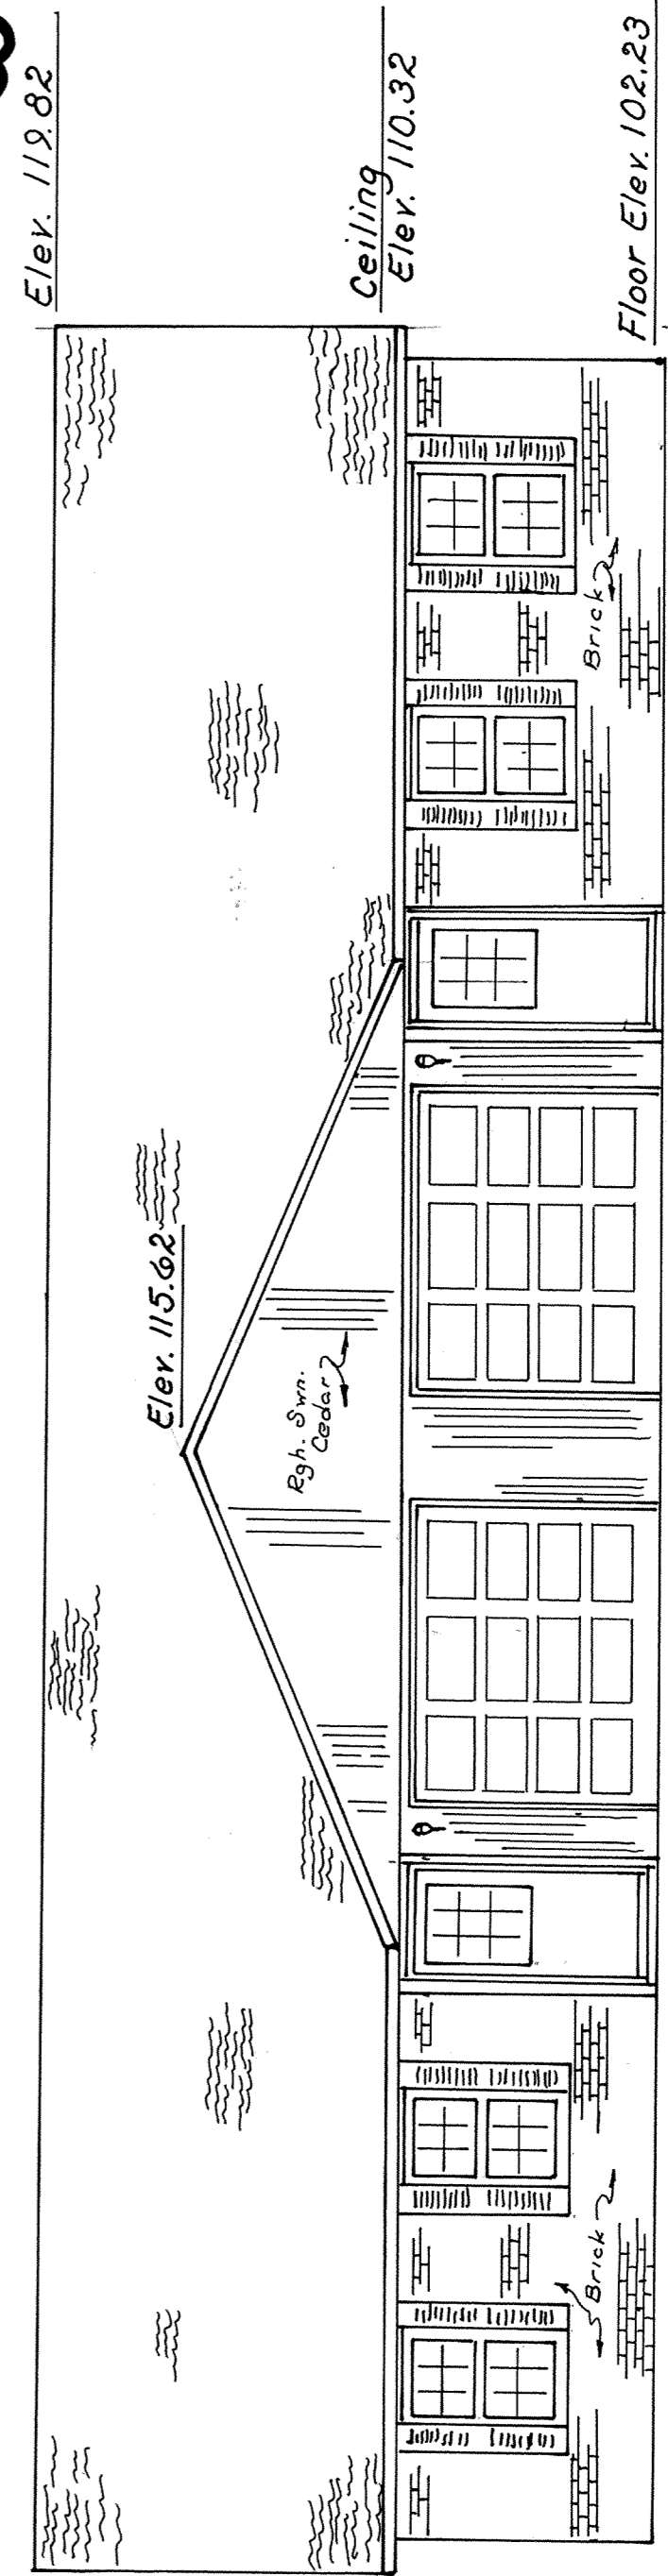 Elev. 119.82
Ceiling
Elev. 110.32
Floor Elev. 102.23
Elev. 115.62
Rgh. Swn.
Cedar
Brick
Brick